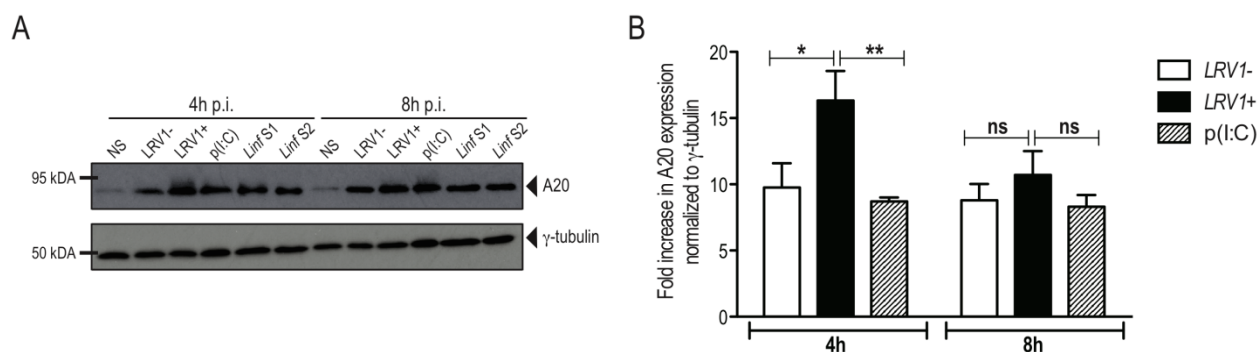 A
4h p.i.
8h p.i.
NS
LRV1-
LRV1+
p(I:C)
Linf S1
Linf S2
NS
LRV1-
LRV1+
p(I:C)
Linf S1
Linf S2
95 kDA
A20
50 kDA
γ-tubulin
B
Fold increase in A20 expression
normalized to γ-tubulin
20
15
10
5
0
*
**
ns
ns
4h
8h
LRV1-
LRV1+
p(I:C)